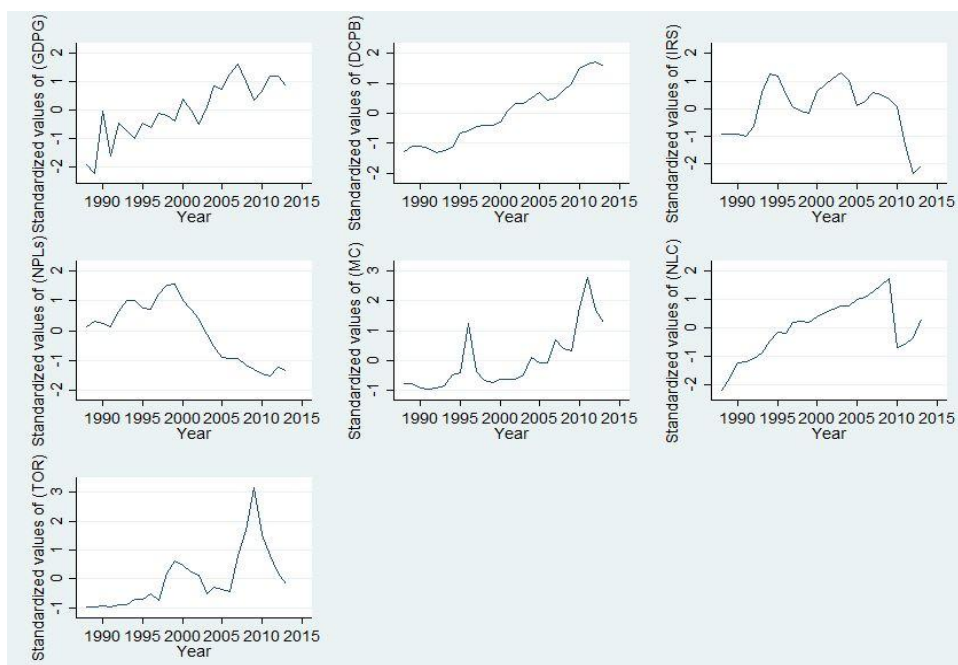 Standardized values of (GDPG)
2
1
0
-1
-2
1990 1995 2000 2005 2010 2015
Year
Standardized values of (DCPB)
2
1
0
-1
-2
1990 1995 2000 2005 2010 2015
Year
Standardized values of (IRS)
2
1
0
-1
-2
1990 1995 2000 2005 2010 2015
Year
Standardized values of (NPLs)
2
1
0
-1
-2
1990 1995 2000 2005 2010 2015
Year
Standardized values of (MC)
3
2
1
0
-1
1990 1995 2000 2005 2010 2015
Year
Standardized values of (NLC)
2
1
0
-1
-2
1990 1995 2000 2005 2010 2015
Year
Standardized values of (TOR)
3
2
1
0
-1
1990 1995 2000 2005 2010 2015
Year